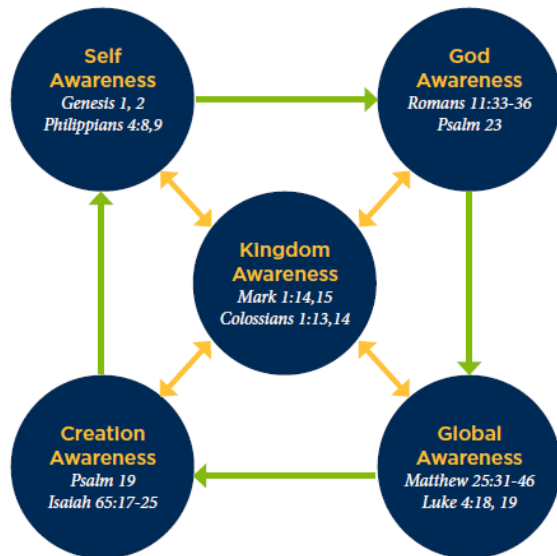 Self
Awareness
Genesis 1, 2
Philippians 4:8,9
God
Awareness
Romans 11:33-36
Psalm 23
Kingdom
Awareness
Mark 1:14,15
Colossians 1:13,14
Creation
Awareness
Psalm 19
Isaiah 65:17-25
Global
Awareness
Matthew 25:31-46
Luke 4:18, 19